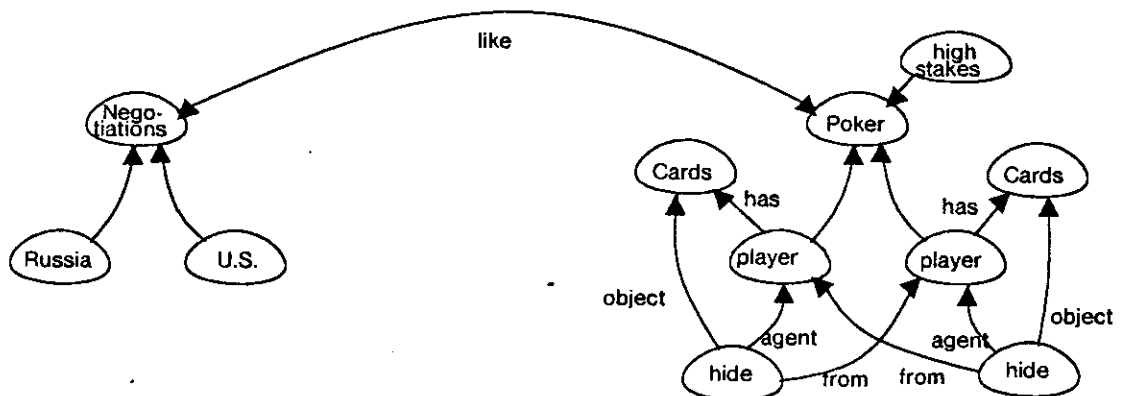 like
high
stakes
Nego-
tiations
Poker
Cards
Cards
has
has
Russia
U.S.
player
player
object
object
agent
agent
hide
from
from
hide